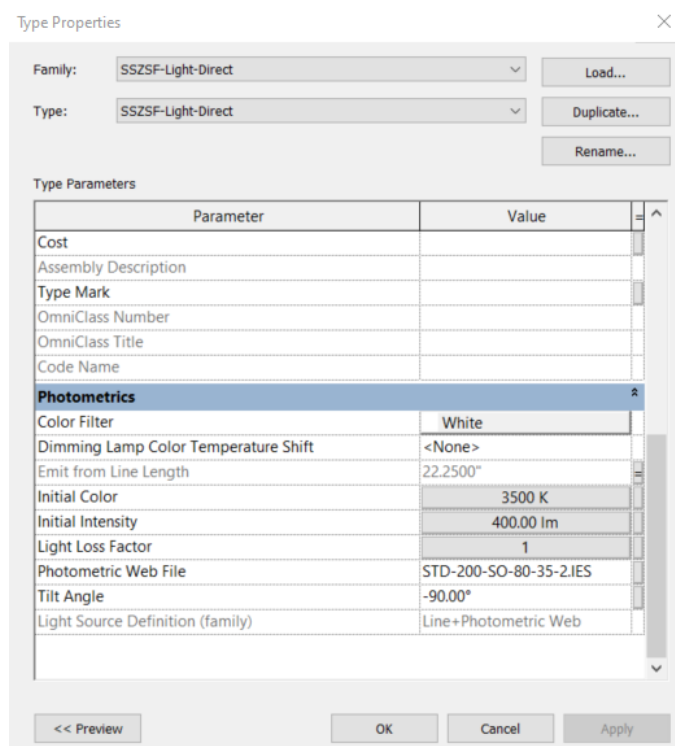 Type Properties
Family: SSZSF-Light-Direct Load...
Type: SSZSF-Light-Direct Duplicate...
Rename...
Type Parameters
Parameter Value =
Cost
Assembly Description
Type Mark
OmniClass Number
OmniClass Title
Code Name
Photometrics
Color Filter White
Dimming Lamp Color Temperature Shift <None>
Emit from Line Length 22.2500" =
Initial Color 3500 K
Initial Intensity 400.00 lm
Light Loss Factor 1
Photometric Web File STD-200-SO-80-35-2.IES
Tilt Angle -90.00°
Light Source Definition (family) Line+Photometric Web
<< Preview OK Cancel Apply